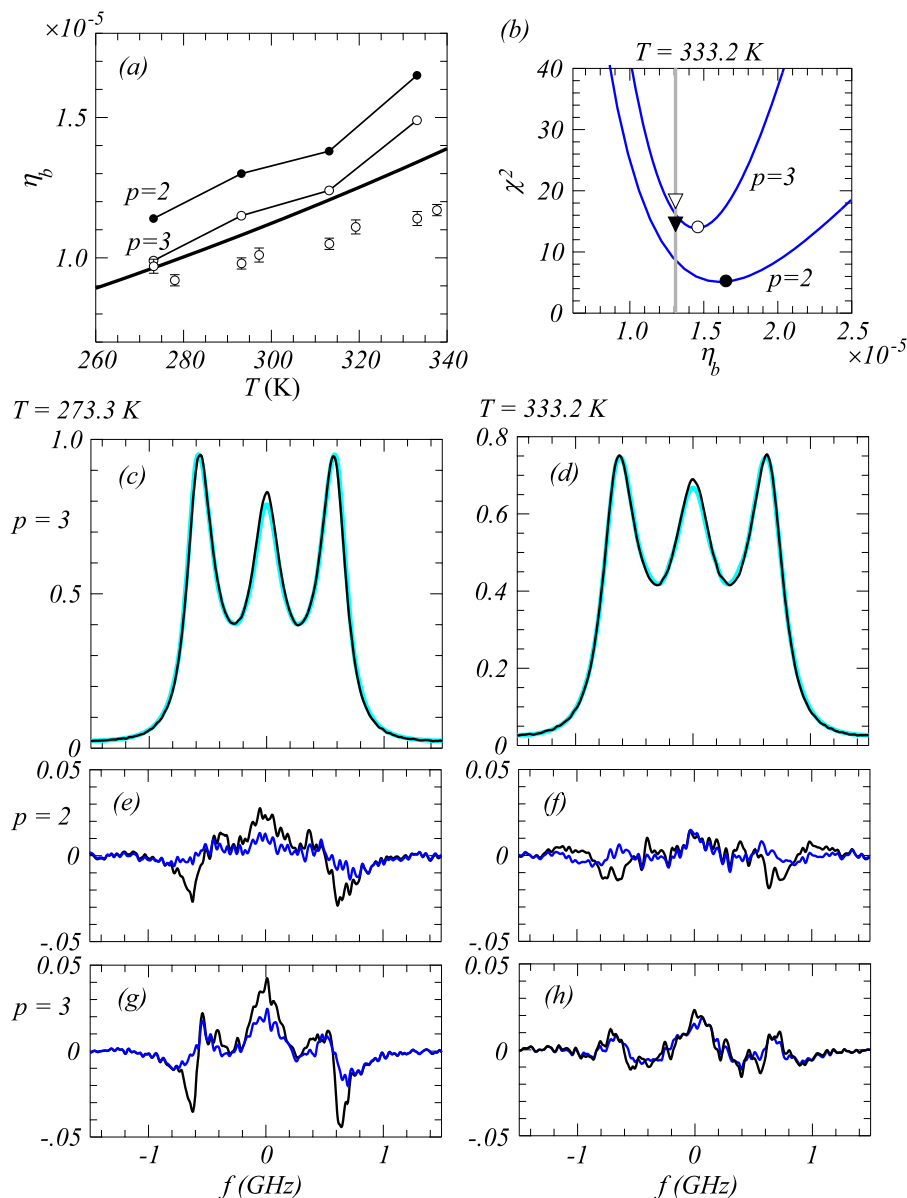 ×10⁻⁵
(a)
1.5
η_b
p=2
p=3
1.0
260 280 300 320 340
T (K)
(b)
T = 333.2 K
40
30
χ²
20
p=3
10
p=2
0
1.0 1.5 2.0 2.5
η_b
×10⁻⁵
T = 273.3 K
1.0
(c)
p = 3
0.5
0
T = 333.2 K
0.8
(d)
0.6
0.4
0.2
0
0.05
(e)
p = 2
0
-.05
0.05
(f)
0
-.05
0.05
(g)
p = 3
0
-.05
-1 0 1
f (GHz)
0.05
(h)
0
-.05
-1 0 1
f (GHz)